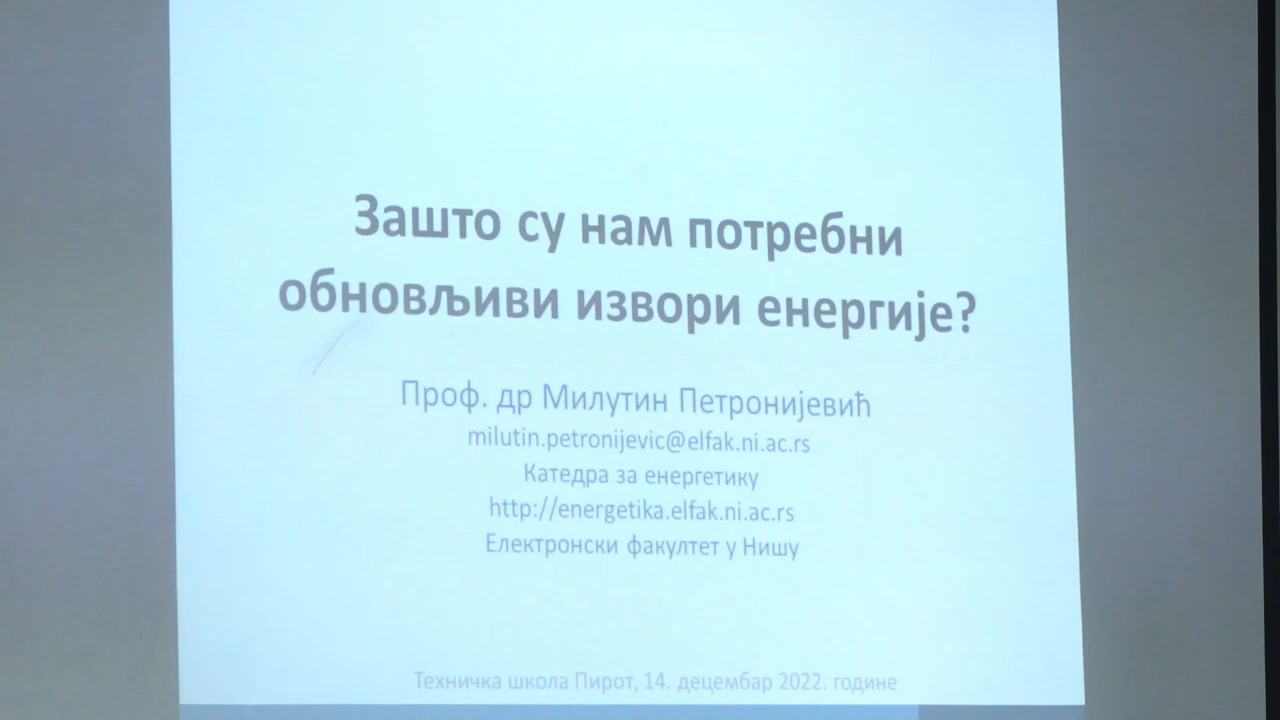 Зашто су нам потребни
обновљиви извори енергије?
Проф. др Милутин Петронијевић
milutin.petronijevic@elfak.ni.ac.rs
Катедра за енергетику
http://energetika.elfak.ni.ac.rs
Електронски факултет у Нишу
Техничка школа Пирот, 14. децембар 2022. године